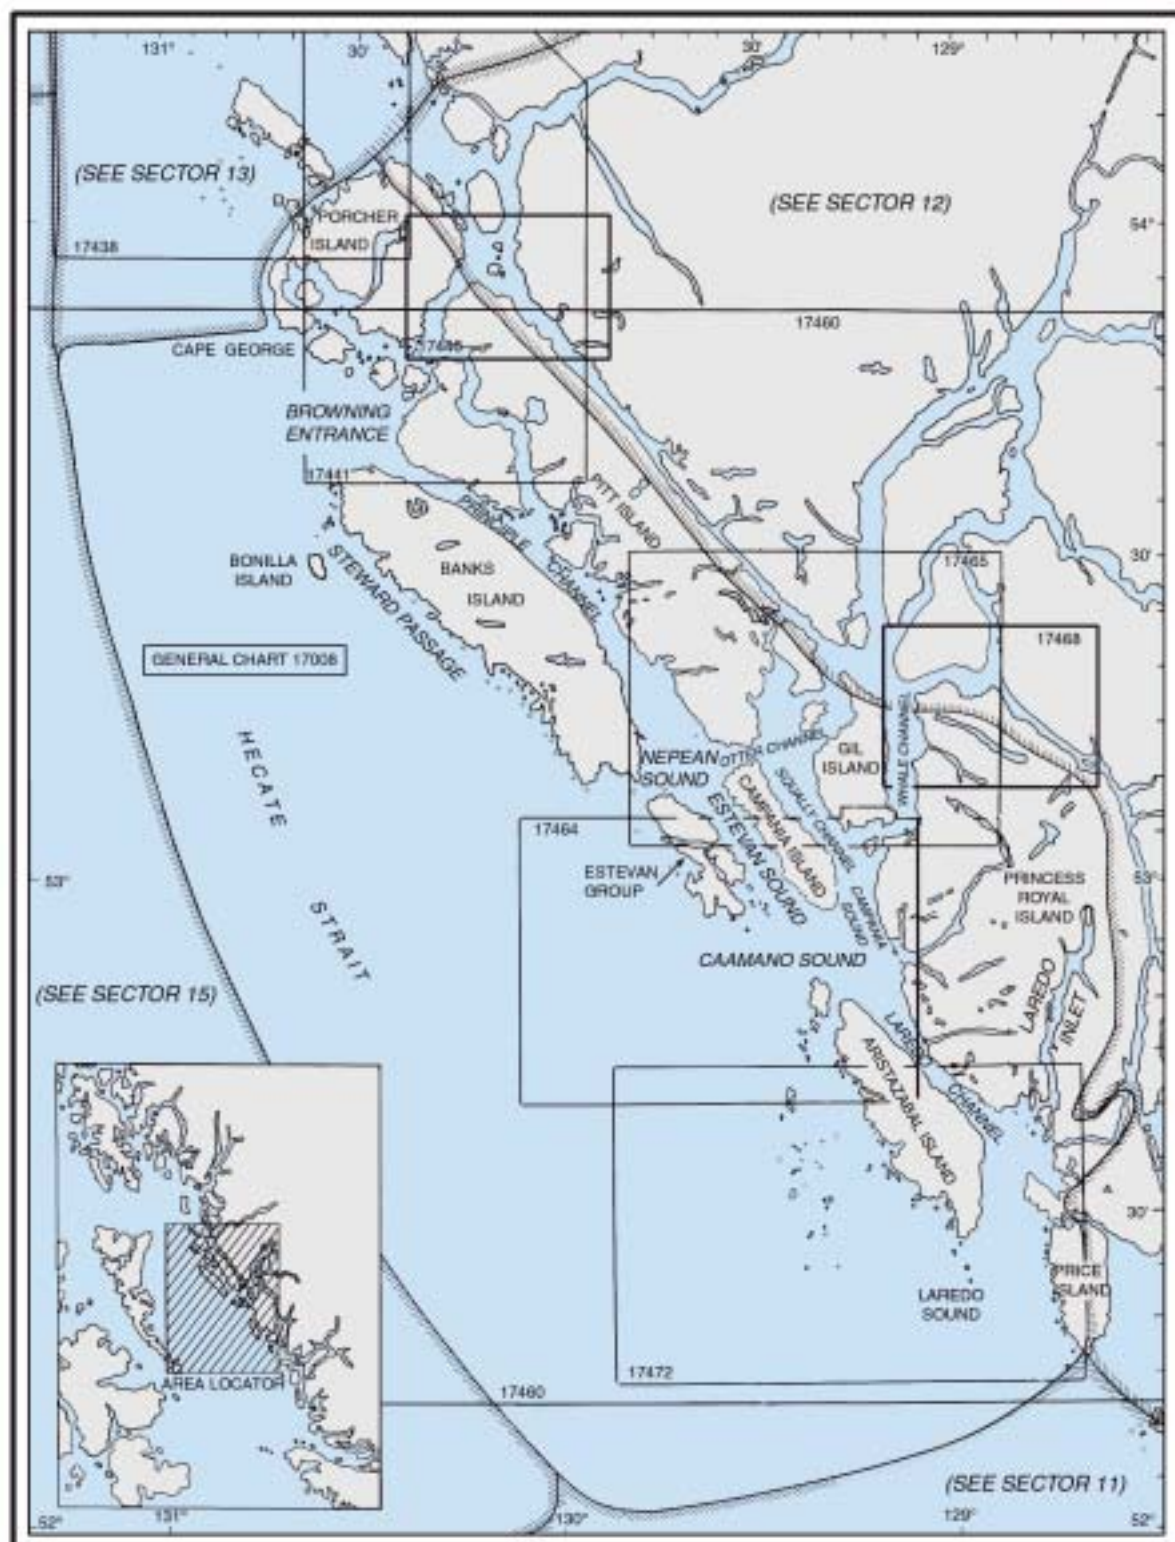 131°
30'
30'
129°
(SEE SECTOR 13)
(SEE SECTOR 12)
PORCHER
ISLAND
54°
17438
17460
CAPE GEORGE
BROWNING
ENTRANCE
17441
PITT ISLAND
PRINCIPLE
CHANNEL
30'
17465
BONILLA
ISLAND
BANKS
ISLAND
STEWARD PASSAGE
17468
GENERAL CHART 17008
HECATE
STRAIT
NEPEAN
SOUND
OTTER CHANNEL
GIL
ISLAND
WHALE CHANNEL
SQUALLY CHANNEL
CAMPANIA ISLAND
ESTEVAN SOUND
17464
ESTEVAN
GROUP
53°
53°
PRINCESS
ROYAL
ISLAND
CAMPANIA
SOUND
CAAMANO SOUND
LAREDO
INLET
(SEE SECTOR 15)
LAREDO
CHANNEL
ARISTAZABAL ISLAND
30'
PRICE
ISLAND
LAREDO
SOUND
17472
AREA LOCATOR
17460
(SEE SECTOR 11)
52°
131°
130°
129°
52°